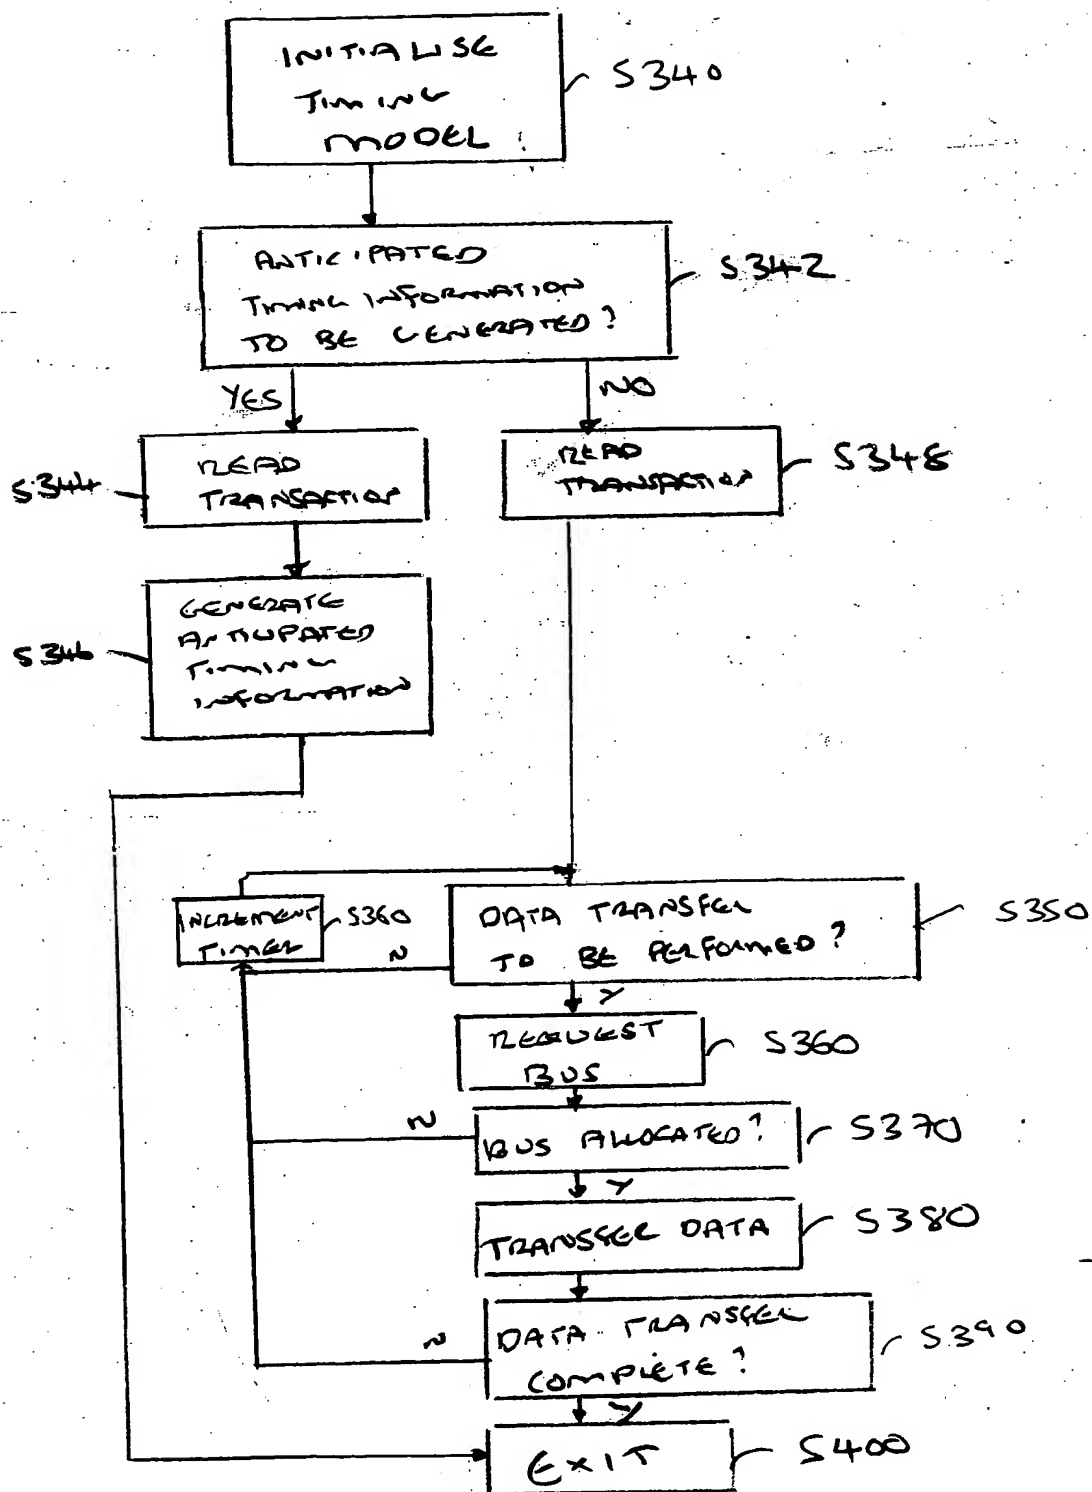 INITIALISE
TIMING
MODEL
S340
ANTICIPATED
TIMING INFORMATION
TO BE GENERATED?
S342
YES
NO
READ
TRANSACTION
S344
READ
TRANSACTION
S348
GENERATE
ANTICIPATED
TIMING
INFORMATION
S346
INCREMENT
TIMER
S360
N
DATA TRANSFER
TO BE PERFORMED?
S350
Y
REQUEST
BUS
S360
N
BUS ALLOCATED?
S370
Y
TRANSFER DATA
S380
N
DATA TRANSFER
COMPLETE?
S390
Y
EXIT
S400